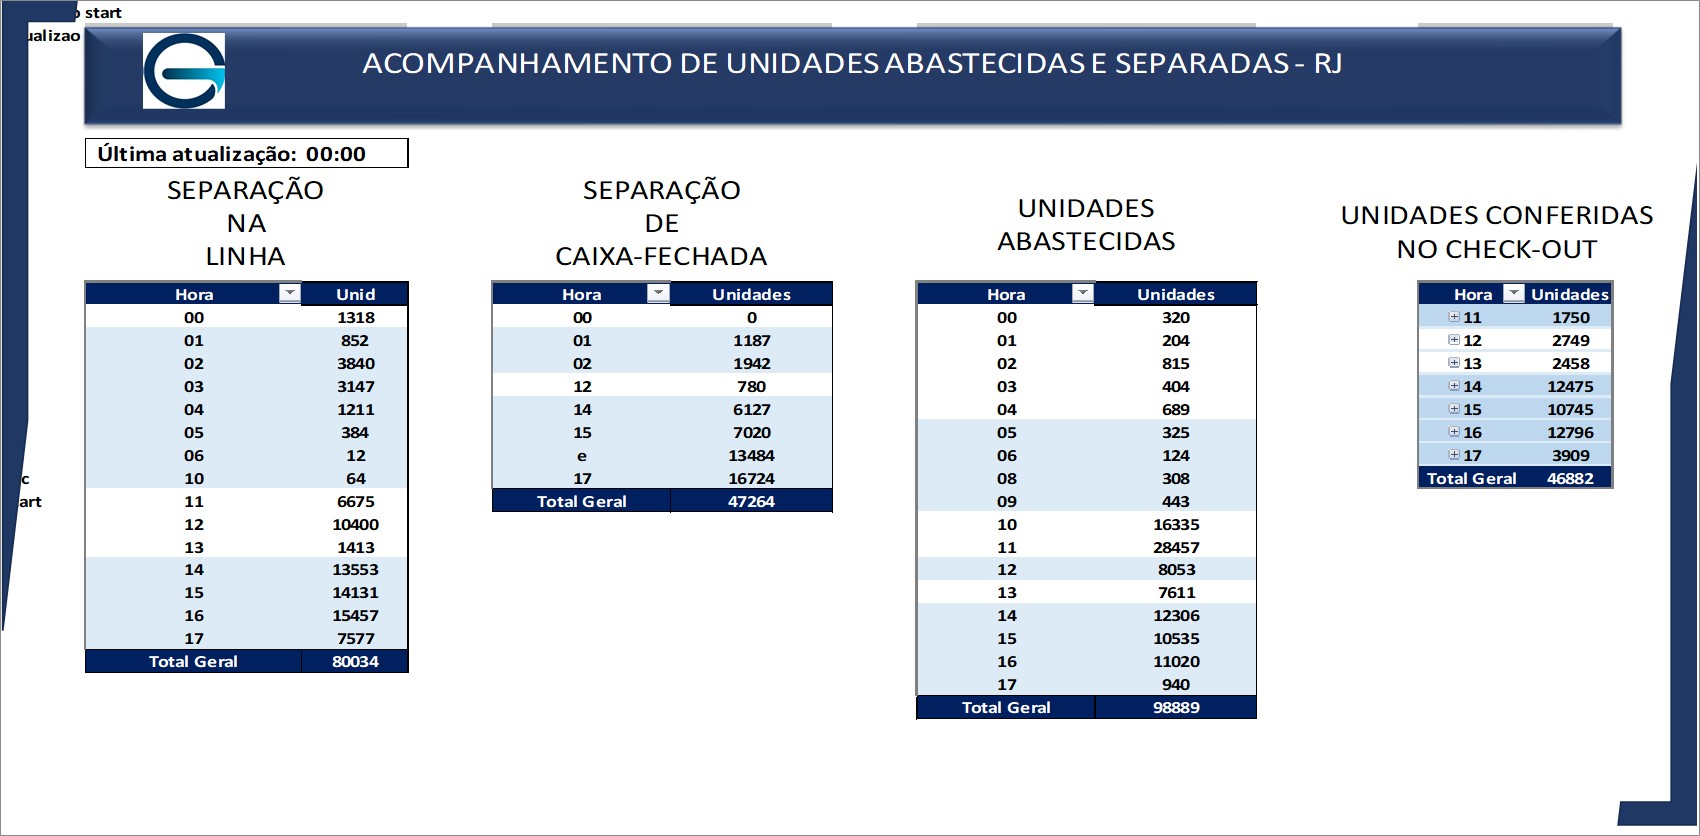 start
ACOMPANHAMENTO DE UNIDADES ABASTECIDAS E SEPARADAS - RJ
Última atualização: 00:00
SEPARAÇÃO
NA
LINHA
Hora Unid
00 1318
01 852
02 3840
03 3147
04 1211
05 384
06 12
10 64
11 6675
12 10400
13 1413
14 13553
15 14131
16 15457
17 7577
Total Geral 80034
SEPARAÇÃO
DE
CAIXA-FECHADA
Hora Unidades
00 0
01 1187
02 1942
12 780
14 6127
15 7020
e 13484
17 16724
Total Geral 47264
UNIDADES
ABASTECIDAS
Hora Unidades
00 320
01 204
02 815
03 404
04 689
05 325
06 124
08 308
09 443
10 16335
11 28457
12 8053
13 7611
14 12306
15 10535
16 11020
17 940
Total Geral 98889
UNIDADES CONFERIDAS
NO CHECK-OUT
Hora Unidades
11 1750
12 2749
13 2458
14 12475
15 10745
16 12796
17 3909
Total Geral 46882